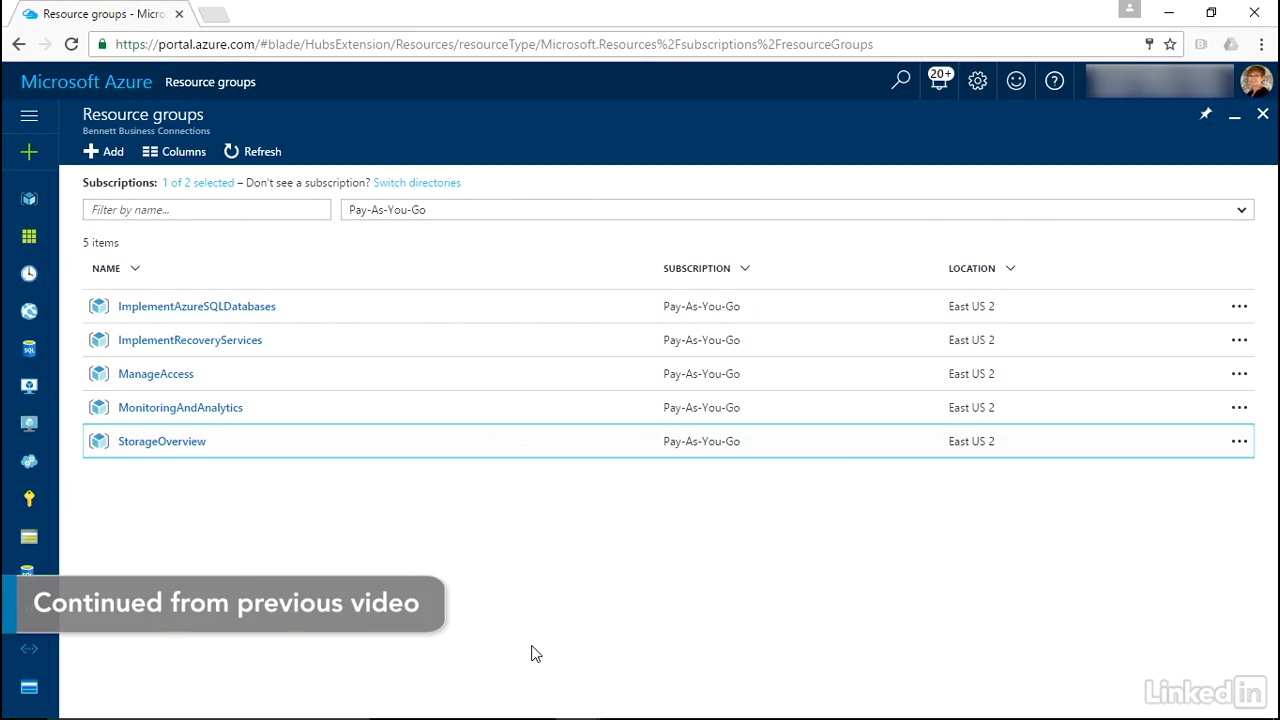 Resource groups - Micro
https://portal.azure.com/#blade/HubsExtension/Resources/resourceType/Microsoft.Resources%2Fsubscriptions%2FresourceGroups
Microsoft Azure Resource groups
20+
Resource groups
Bennett Business Connections
Add Columns Refresh
Subscriptions: 1 of 2 selected – Don't see a subscription? Switch directories
Filter by name... Pay-As-You-Go
5 items
NAME SUBSCRIPTION LOCATION
ImplementAzureSQLDatabases Pay-As-You-Go East US 2
ImplementRecoveryServices Pay-As-You-Go East US 2
SQL
ManageAccess Pay-As-You-Go East US 2
MonitoringAndAnalytics Pay-As-You-Go East US 2
StorageOverview Pay-As-You-Go East US 2
SQL
Continued from previous video
Linked in